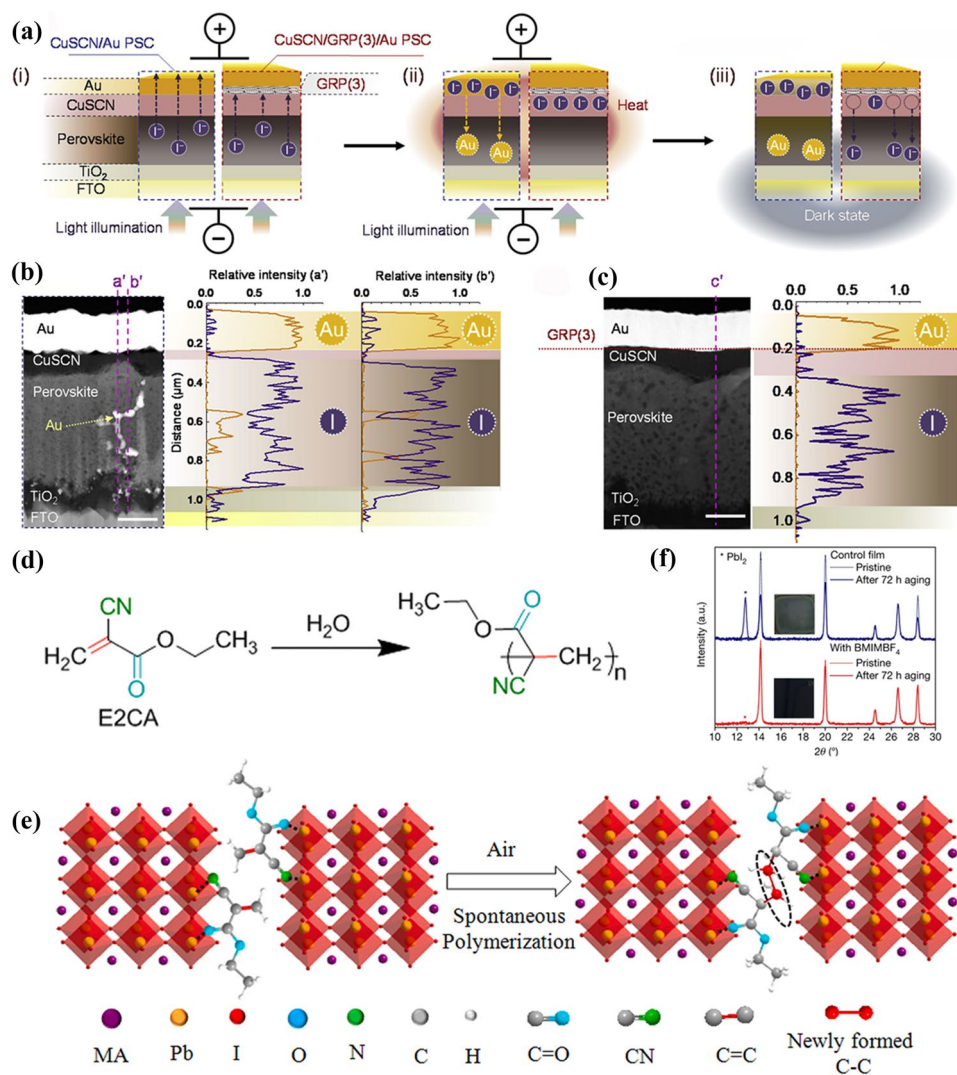 (a)
CuSCN/Au PSC
CuSCN/GRP(3)/Au PSC
(i)
(ii)
(iii)
Au
CuSCN
Perovskite
TiO₂
FTO
GRP(3)
I⁻
I⁻
I⁻
I⁻
I⁻
I⁻
Light illumination
I⁻
I⁻
I⁻
I⁻
I⁻
I⁻
I⁻
I⁻
I⁻
Au
Au
Heat
Light illumination
I⁻
I⁻
I⁻
I⁻
I⁻
Au
Au
I⁻
I⁻
I⁻
I⁻
Dark state
(b)
a' b'
Au
CuSCN
Perovskite
Au
TiO₂
FTO
Relative intensity (a')
0.0 0.5 1.0
Relative intensity (b')
0.0 0.5 1.0
0.0
0.2
0.4
0.6
0.8
1.0
Distance (µm)
Au
Au
I
I
(c)
c'
GRP(3)
Au
CuSCN
Perovskite
TiO₂
FTO
0.0 0.5 1.0
0.0
0.2
0.4
0.6
0.8
1.0
Au
I
(d)
CN
H₂C
O
CH₃
O
E2CA
H₂O
H₃C
O
O
CH₂
n
NC
(f)
* PbI₂
Control film
Pristine
After 72 h aging
With BMIMBF₄
Pristine
After 72 h aging
*
*
Intensity (a.u.)
10 12 14 16 18 20 22 24 26 28 30
2θ (°)
(e)
Air
Spontaneous
Polymerization
MA
Pb
I
O
N
C
H
C=O
CN
C=C
Newly formed
C-C